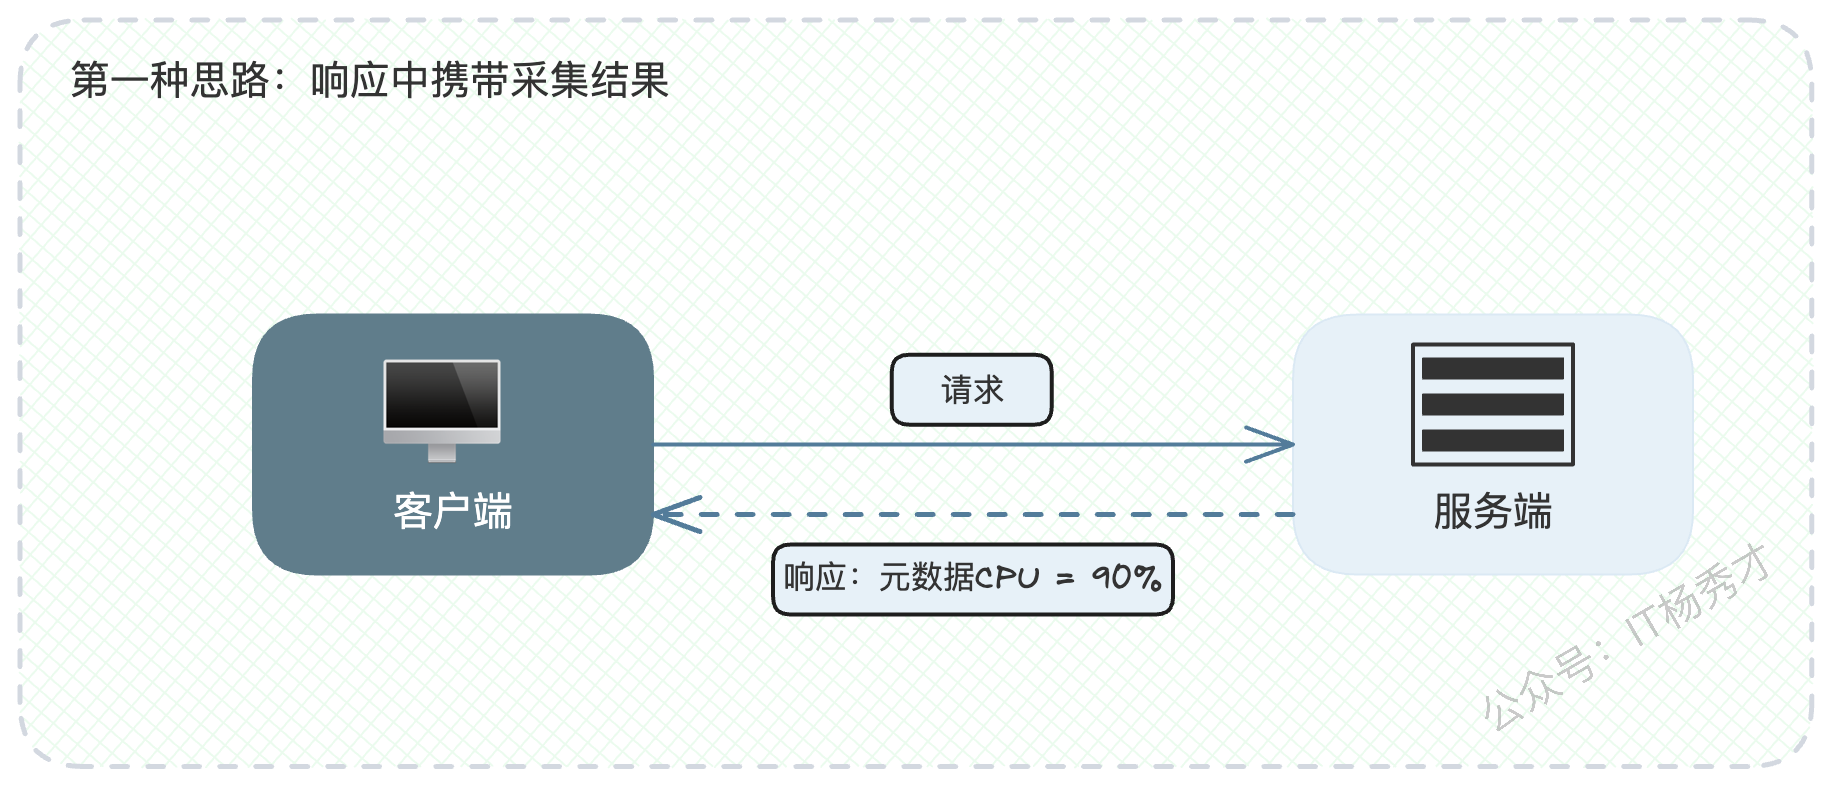 第一种思路：响应中携带采集结果
请求
客户端
服务端
响应：元数据CPU = 90%
公众号：IT杨秀才